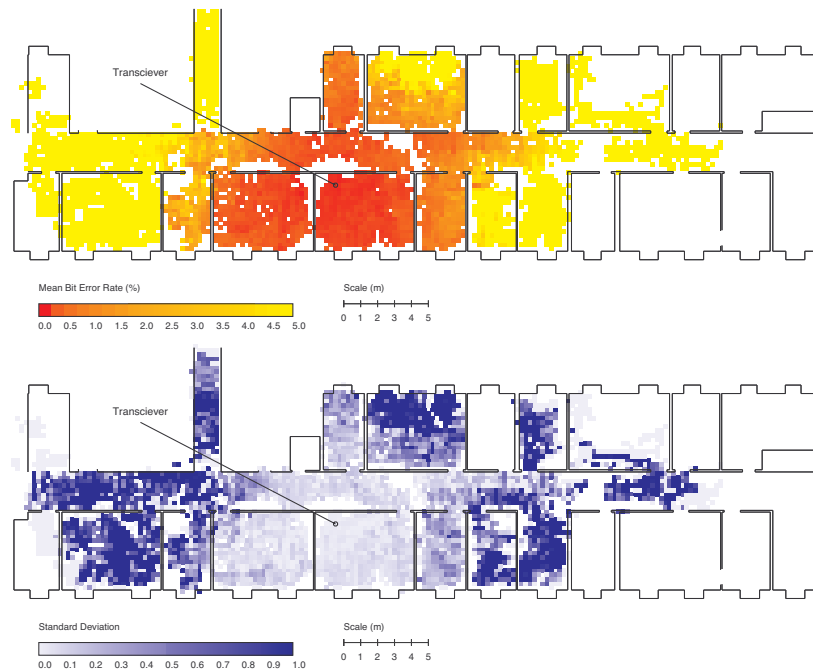 Transciever
Mean Bit Error Rate (%)
Scale (m)
0.0 0.5 1.0 1.5 2.0 2.5 3.0 3.5 4.0 4.5 5.0
0 1 2 3 4 5
Transciever
Standard Deviation
Scale (m)
0.0 0.1 0.2 0.3 0.4 0.5 0.6 0.7 0.8 0.9 1.0
0 1 2 3 4 5